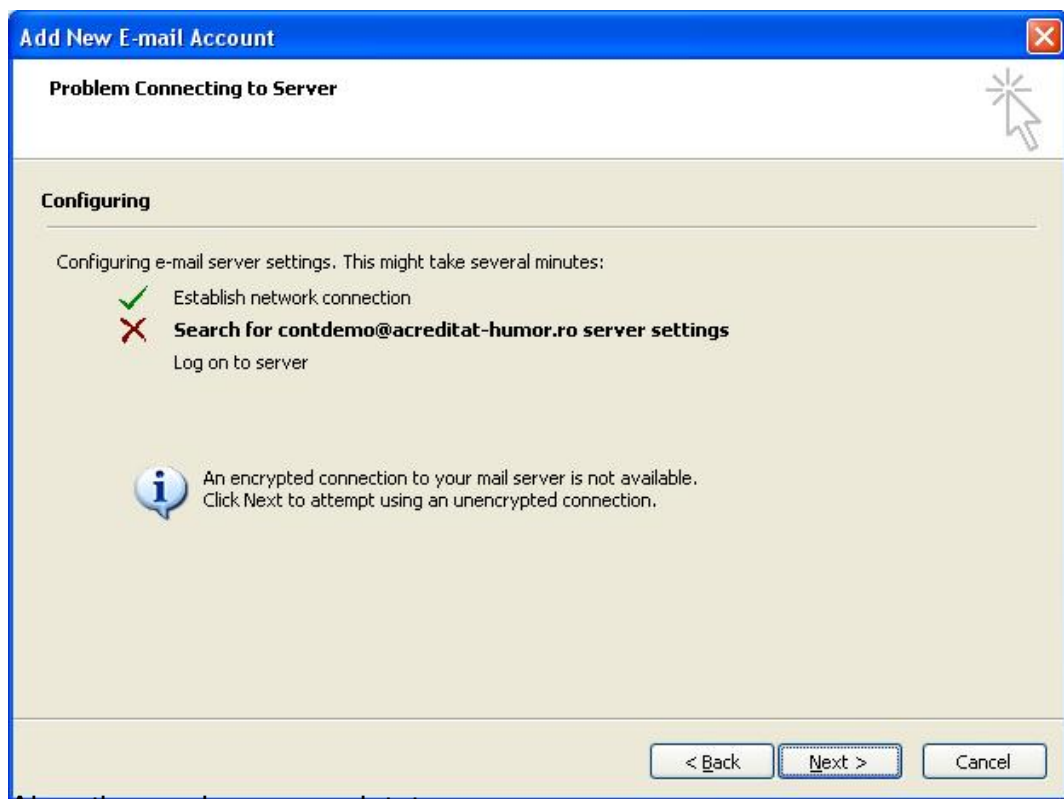 Add New E-mail Account
Problem Connecting to Server
Configuring
Configuring e-mail server settings. This might take several minutes:
Establish network connection
Search for contdemo@acreditat-humor.ro server settings
Log on to server
An encrypted connection to your mail server is not available.
Click Next to attempt using an unencrypted connection.
< Back
Next >
Cancel